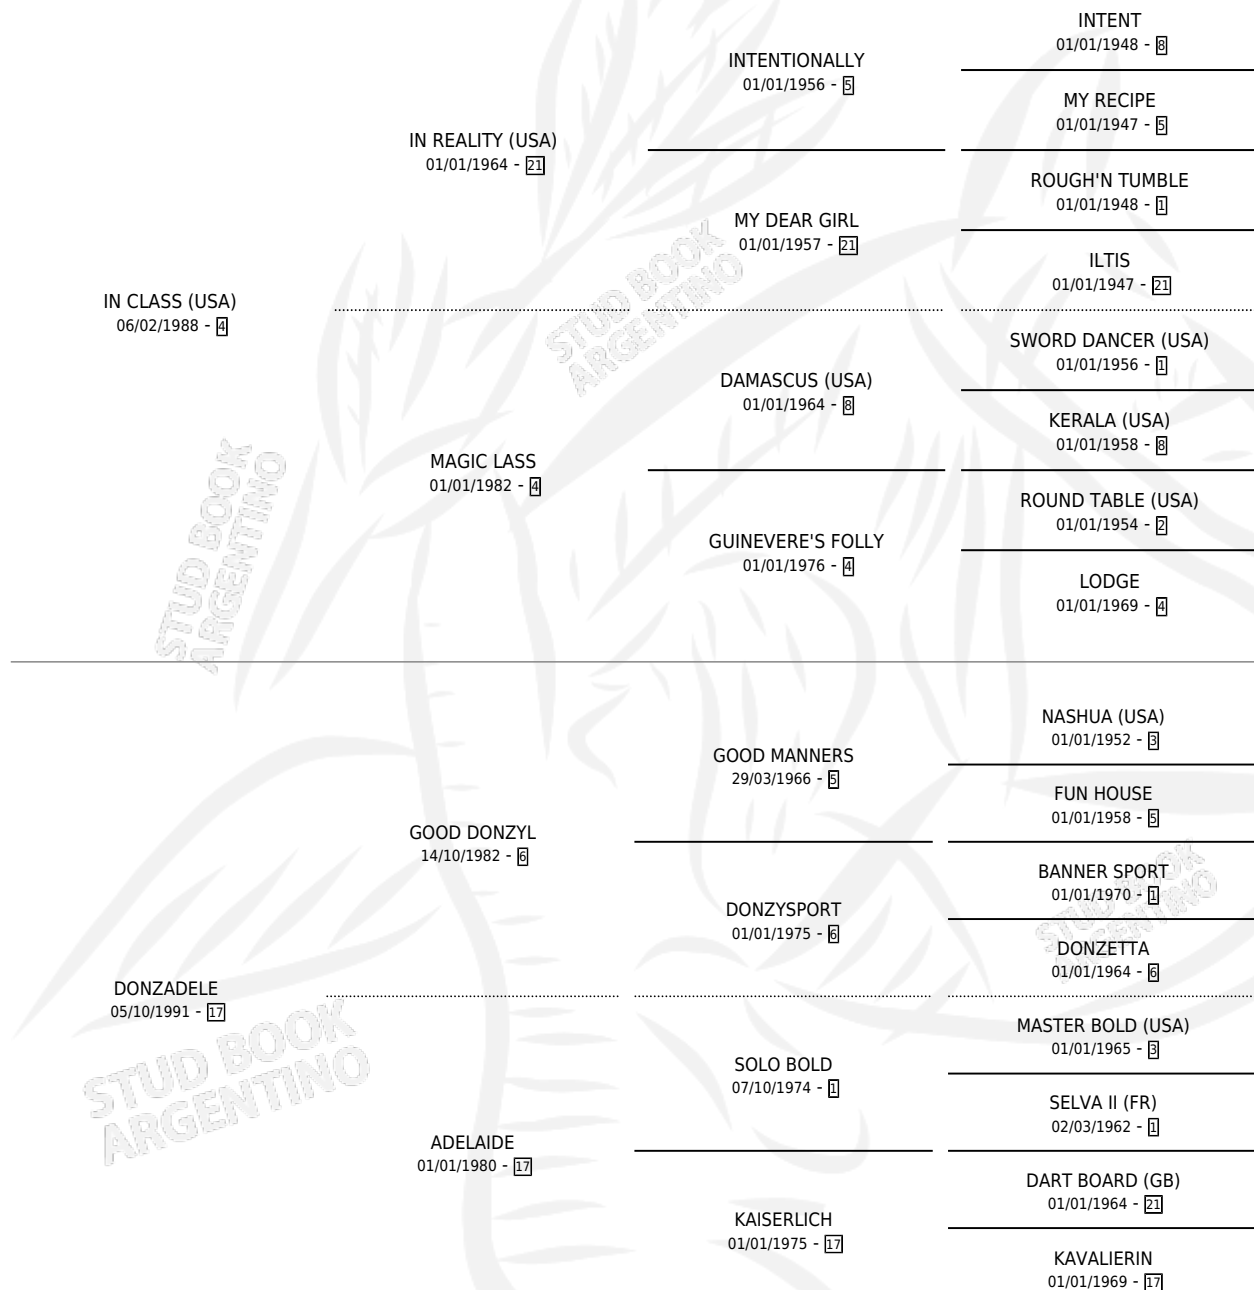 INTENT
01/01/1948 - 8
INTENTIONALLY
01/01/1956 - 5
MY RECIPE
01/01/1947 - 5
IN REALITY (USA)
01/01/1964 - 21
ROUGH'N TUMBLE
01/01/1948 - 1
MY DEAR GIRL
01/01/1957 - 21
ILTIS
01/01/1947 - 21
IN CLASS (USA)
06/02/1988 - 4
SWORD DANCER (USA)
01/01/1956 - 1
DAMASCUS (USA)
01/01/1964 - 8
KERALA (USA)
01/01/1958 - 8
MAGIC LASS
01/01/1982 - 4
ROUND TABLE (USA)
01/01/1954 - 2
GUINEVERE'S FOLLY
01/01/1976 - 4
LODGE
01/01/1969 - 4
NASHUA (USA)
01/01/1952 - 3
GOOD MANNERS
29/03/1966 - 5
FUN HOUSE
01/01/1958 - 5
GOOD DONZYL
14/10/1982 - 6
BANNER SPORT
01/01/1970 - 1
DONZYSPORT
01/01/1975 - 6
DONZETTA
01/01/1964 - 6
DONZADELE
05/10/1991 - 17
MASTER BOLD (USA)
01/01/1965 - 3
SOLO BOLD
07/10/1974 - 1
SELVA II (FR)
02/03/1962 - 1
ADELAIDE
01/01/1980 - 17
DART BOARD (GB)
01/01/1964 - 21
KAISERLICH
01/01/1975 - 17
KAVALIERIN
01/01/1969 - 17
STUD BOOK
ARGENTINO
STUD BOOK
ARGENTINO
STUD BOOK
ARGENTINO
STUD BOOK
ARGENTINO